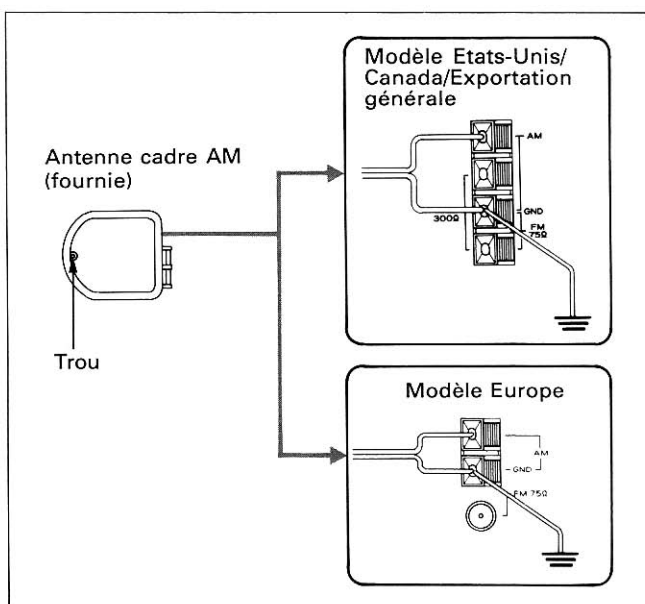 Modèle Etats-Unis/
Canada/Exportation
générale
AM
GND
300Ω
FM
75Ω
Antenne cadre AM
(fournie)
Trou
Modèle Europe
AM
GND
FM 75Ω